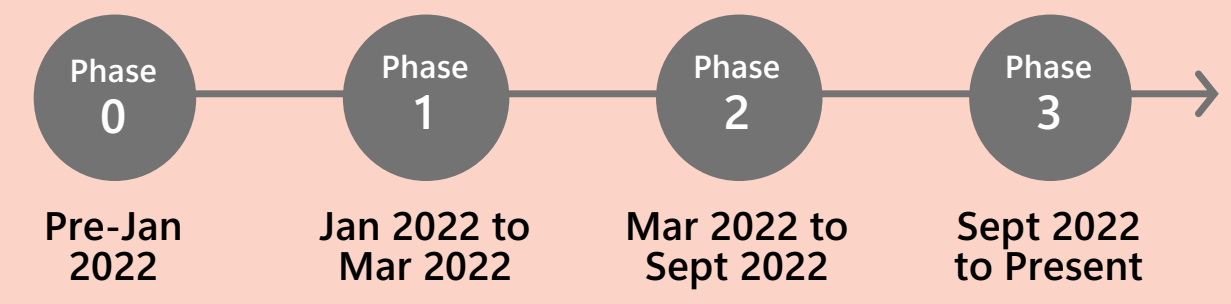 Phase
0
Phase
1
Phase
2
Phase
3
Pre-Jan
2022
Jan 2022 to
Mar 2022
Mar 2022 to
Sept 2022
Sept 2022
to Present